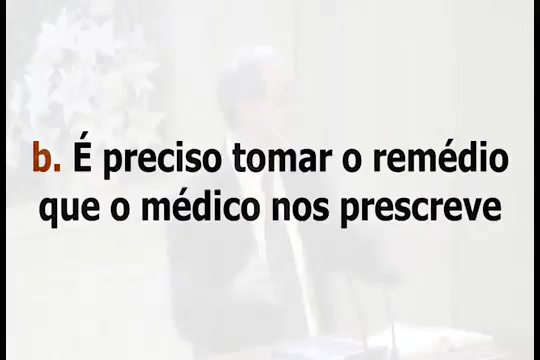 b. É preciso tomar o remédio
que o médico nos prescreve